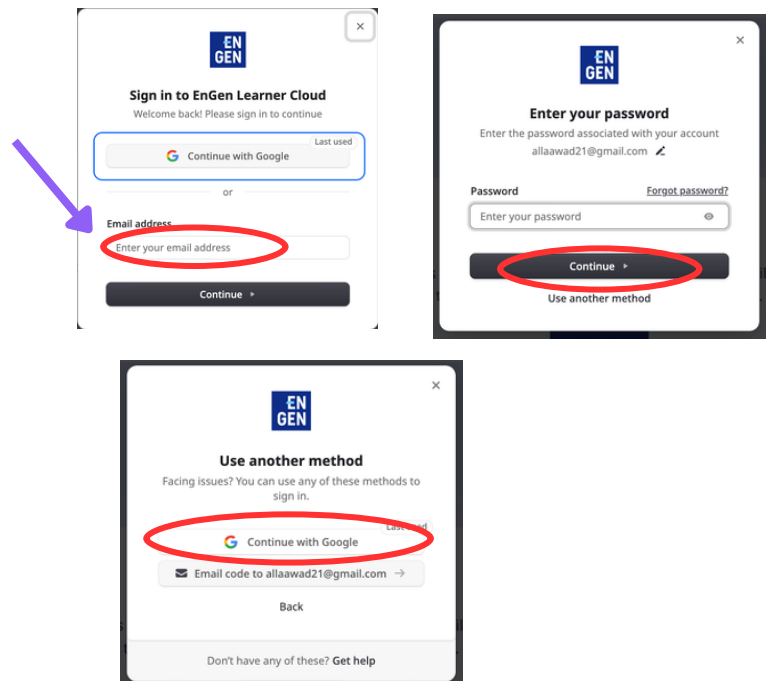 EN
GEN
Sign in to EnGen Learner Cloud
Welcome back! Please sign in to continue
Last used
Continue with Google
or
Email address
Enter your email address
Continue
EN
GEN
Enter your password
Enter the password associated with your account
allaawad21@gmail.com
Password Forgot password?
Enter your password
Continue
Use another method
EN
GEN
Use another method
Facing issues? You can use any of these methods to
sign in.
Last used
Continue with Google
Email code to allaawad21@gmail.com
Back
Don't have any of these? Get help